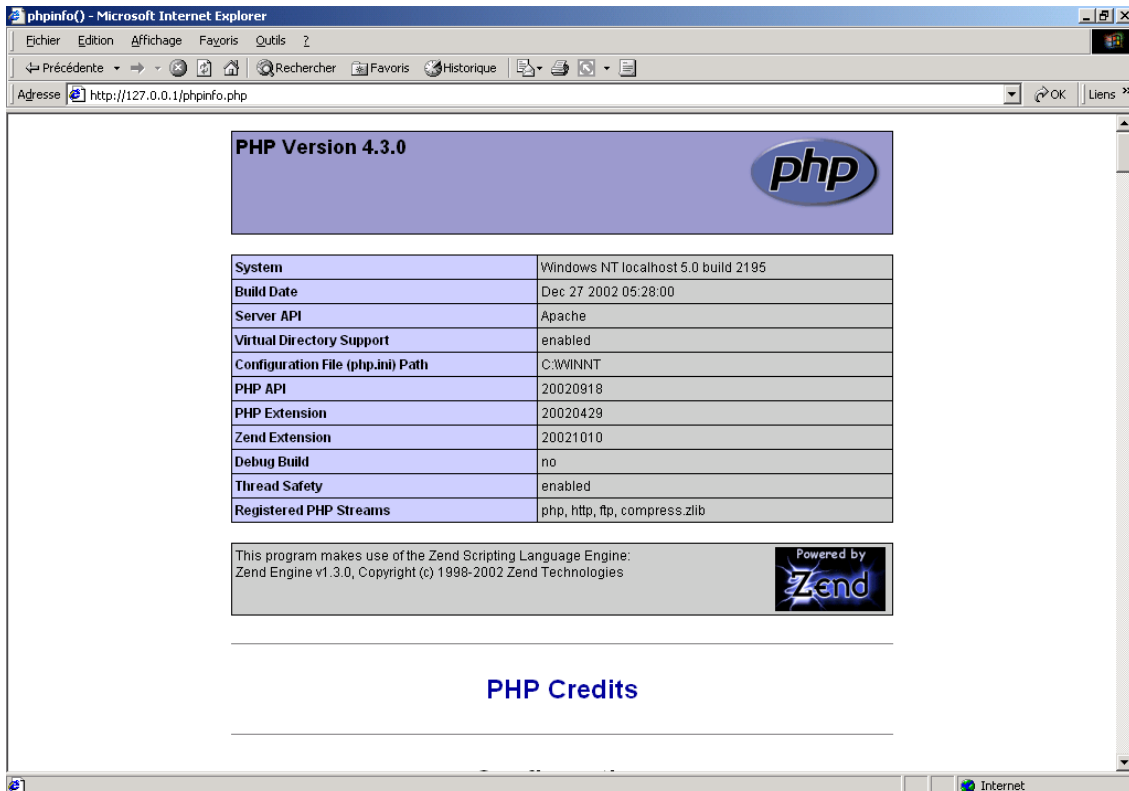 phpinfo() - Microsoft Internet Explorer
Fichier Edition Affichage Favoris Outils ?
Précédente Rechercher Favoris Historique
Adresse http://127.0.0.1/phpinfo.php OK Liens »
PHP Version 4.3.0
php
System Windows NT localhost 5.0 build 2195
Build Date Dec 27 2002 05:28:00
Server API Apache
Virtual Directory Support enabled
Configuration File (php.ini) Path C:\WINNT
PHP API 20020918
PHP Extension 20020429
Zend Extension 20021010
Debug Build no
Thread Safety enabled
Registered PHP Streams php, http, ftp, compress.zlib
This program makes use of the Zend Scripting Language Engine:
Zend Engine v1.3.0, Copyright (c) 1998-2002 Zend Technologies
Powered by
Zend
PHP Credits
Internet